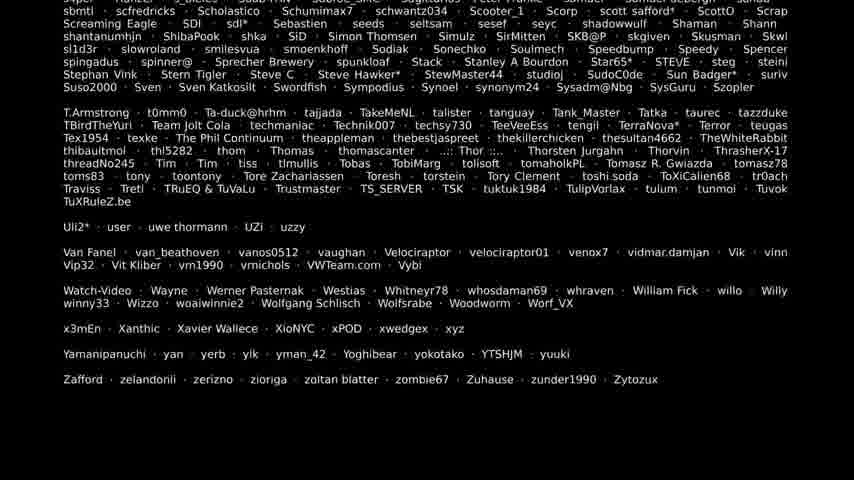 sbmtl · scfredricks · Scholastico · Schumimax7 · schwantz034 · Scooter_1 · Scorp · scott safford* · ScottO · Scrap
Screaming Eagle · SDI · sdl* · Sebastien · seeds · seltsam · sesef · seyc · shadowwulf · Shaman · Shann
shantanumhjn · ShibaPook · shka · SiD · Simon Thomsen · Simulz · SirMitten · SK8@P · skgiven · Skusman · Skwl
sl1d3r · slowroland · smilesvua · smoenkhoff · Sodiak · Sonechko · Soulmech · Speedbump · Speedy · Spencer
spingadus · spinner@ · Sprecher Brewery · spunkloaf · Stack · Stanley A Bourdon · Star65* · STE\/E · steg · steini
Stephan Vink · Stern Tigler · Steve C · Steve Hawker* · StewMaster44 · studioj · SudoC0de · Sun Badger* · suriv
Suso2000 · Sven · Sven Katkosilt · Swordfish · Sympodius · Synoel · synonym24 · Sysadm@Nbg · SysGuru · Szopler
T.Armstrong · t0mm0 · Ta-duck@hrhm · tajjada · TakeMeNL · talister · tanguay · Tank_Master · Tatka · taurec · tazzduke
TBirdTheYuri · Team Jolt Cola · techmaniac · Technik007 · techsy730 · TeeVeeEss · tengil · TerraNova* · Terror · teugas
Tex1954 · texke · The Phil Continuum · theappleman · thebestjaspreet · thekillerchicken · thesultan4662 · TheWhiteRabbit
thibaultmol · thl5282 · thom · Thomas · thomascanter · ..:: Thor ::.. · Thorsten Jurgahn · Thorvin · ThrasherX-17
threadNo245 · Tim · Tim · tiss · tlmullis · Tobas · TobiMarg · tolisoft · tomaholkPL · Tomasz R. Gwiazda · tomasz78
toms83 · tony · toontony · Tore Zachariassen · Toresh · torstein · Tory Clement · toshi.soda · ToXiCalien68 · tr0ach
Traviss · Tretl · TRuEQ & TuVaLu · Trustmaster · TS_SERVER · TSK · tuktuk1984 · TulipVorlax · tulum · tunmoi · Tuvok
TuXRuleZ.be
Uli2* · user · uwe thormann · UZi · uzzy
Van Fanel · van_beathoven · vanos0512 · vaughan · Velociraptor · velociraptor01 · venox7 · vidmar.damjan · Vik · vinn
Vip32 · Vit Kliber · vm1990 · vmichols · VWTeam.com · Vybi
Watch-Video · Wayne · Werner Pasternak · Westias · Whitneyr78 · whosdaman69 · whraven · William Fick · willo · Willy
winny33 · Wizzo · woaiwinnie2 · Wolfgang Schlisch · Wolfsrabe · Woodworm · Worf_VX
x3mEn · Xanthic · Xavier Wallece · XioNYC · xPOD · xwedgex · xyz
Yamanipanuchi · yan · yerb · ylk · yman_42 · Yoghibear · yokotako · YTSHJM · yuuki
Zafford · zelandonii · zerizno · zioriga · zoltan blatter · zombie67 · Zuhause · zunder1990 · Zytozux